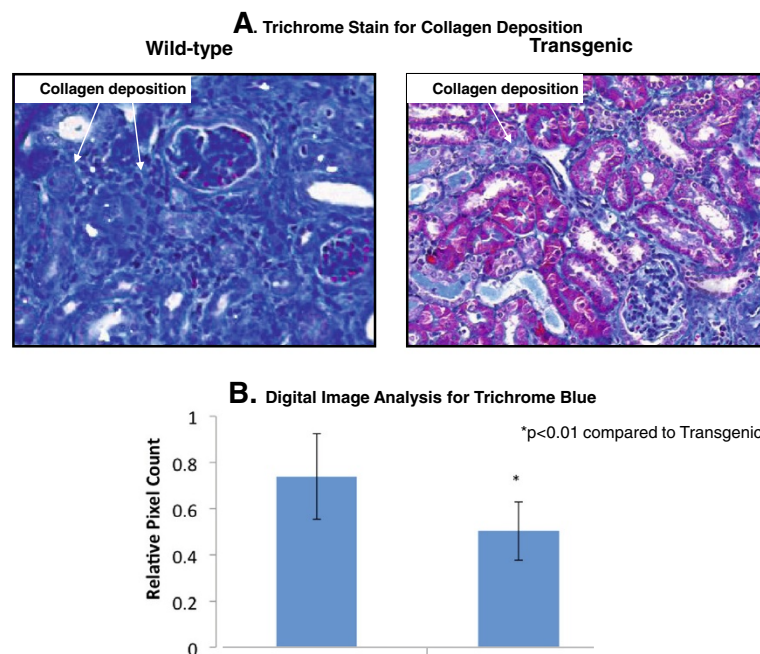 A. Trichrome Stain for Collagen Deposition
Wild-type
Transgenic
Collagen deposition
Collagen deposition
B. Digital Image Analysis for Trichrome Blue
*p<0.01 compared to Transgenic
Relative Pixel Count
1
0.8
0.6
0.4
0.2
0
*